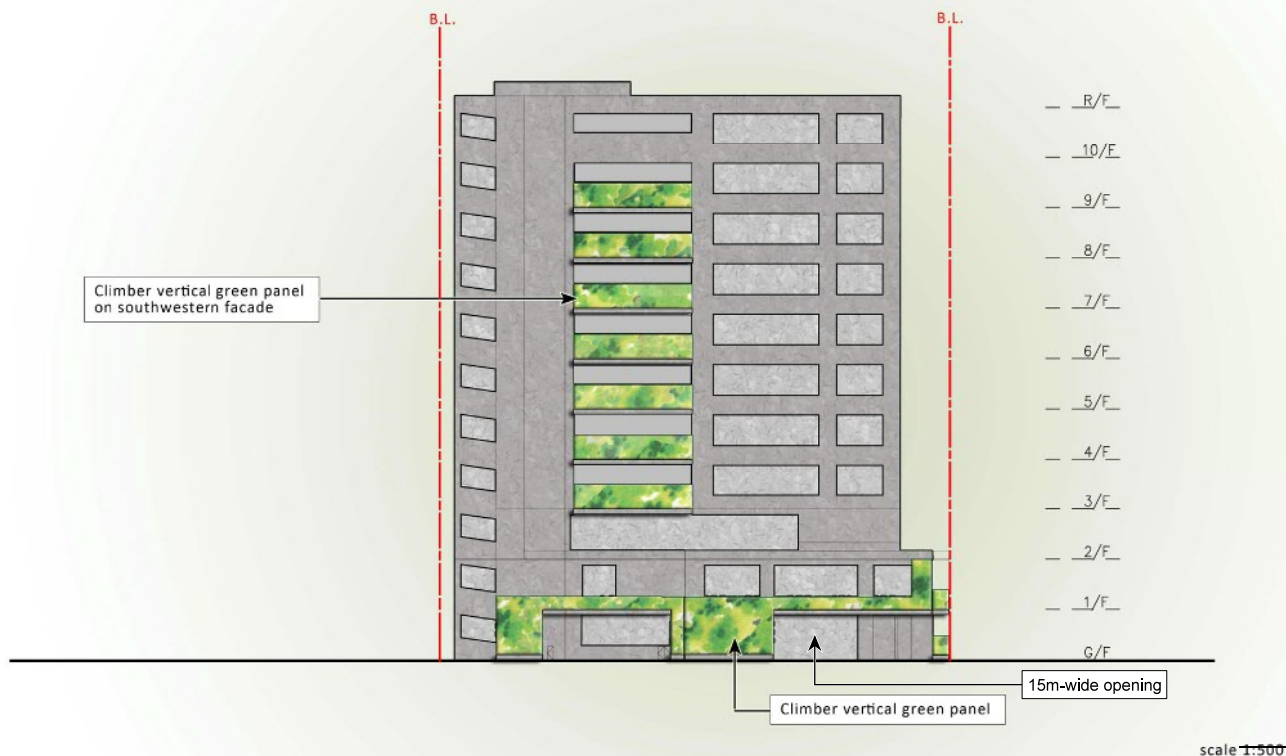 B.L.
B.L.
R/F
10/F
9/F
8/F
7/F
6/F
5/F
4/F
3/F
2/F
1/F
G/F
Climber vertical green panel
on southwestern facade
15m-wide opening
Climber vertical green panel
scale 1:500